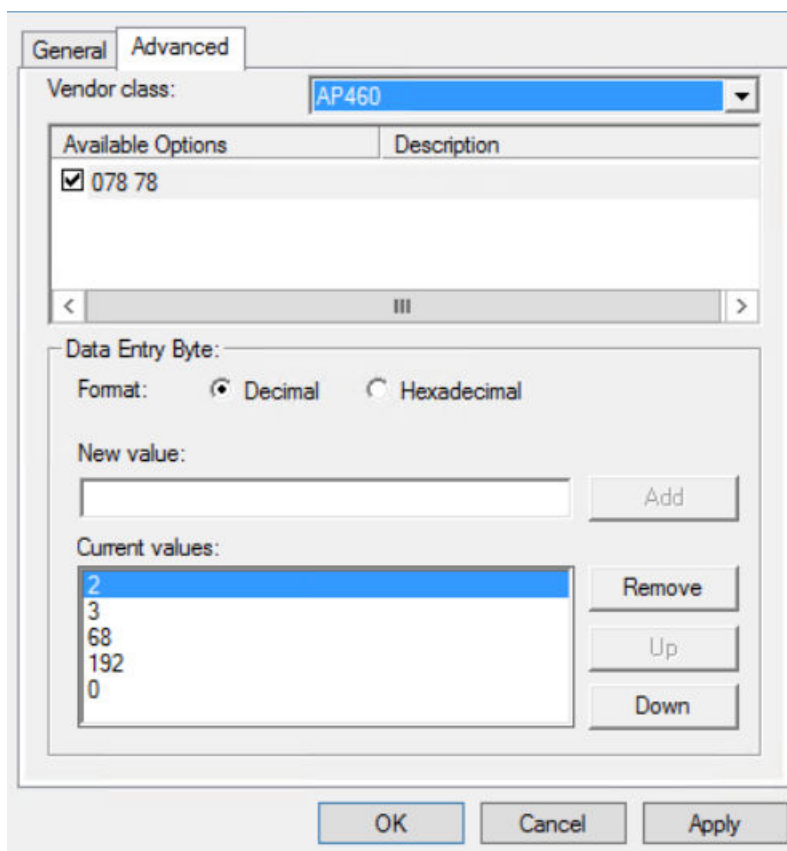 General Advanced
Vendor class: AP460
Available Options Description
078 78
Data Entry Byte:
Format: Decimal Hexadecimal
New value:
Add
Current values:
2
3
68
192
0
Remove
Up
Down
OK Cancel Apply